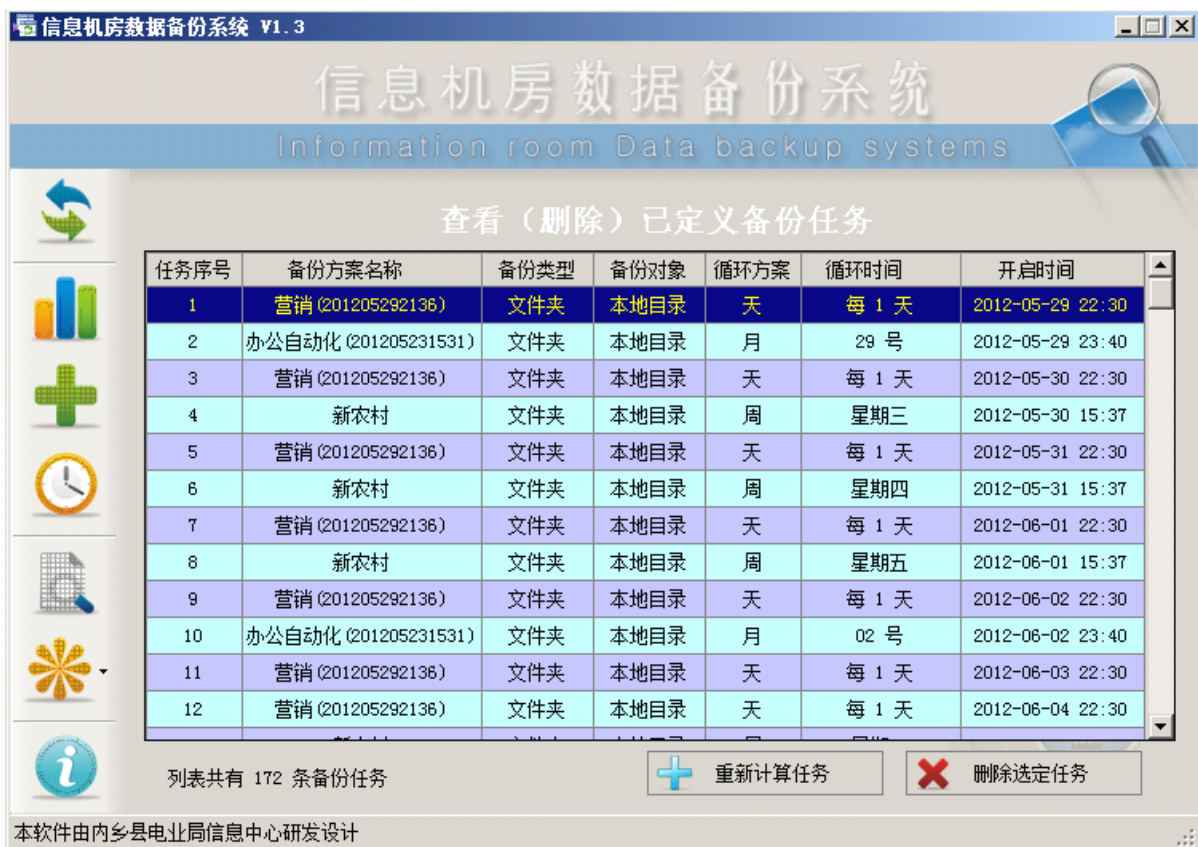 信息机房数据备份系统 V1.3
信息机房数据备份系统
Information room Data backup systems
查看（删除）已定义备份任务
任务序号 备份方案名称 备份类型 备份对象 循环方案 循环时间 开启时间
1 营销(201205292136) 文件夹 本地目录 天 每 1 天 2012-05-29 22:30
2 办公自动化(201205231531) 文件夹 本地目录 月 29 号 2012-05-29 23:40
3 营销(201205292136) 文件夹 本地目录 天 每 1 天 2012-05-30 22:30
4 新农村 文件夹 本地目录 周 星期三 2012-05-30 15:37
5 营销(201205292136) 文件夹 本地目录 天 每 1 天 2012-05-31 22:30
6 新农村 文件夹 本地目录 周 星期四 2012-05-31 15:37
7 营销(201205292136) 文件夹 本地目录 天 每 1 天 2012-06-01 22:30
8 新农村 文件夹 本地目录 周 星期五 2012-06-01 15:37
9 营销(201205292136) 文件夹 本地目录 天 每 1 天 2012-06-02 22:30
10 办公自动化(201205231531) 文件夹 本地目录 月 02 号 2012-06-02 23:40
11 营销(201205292136) 文件夹 本地目录 天 每 1 天 2012-06-03 22:30
12 营销(201205292136) 文件夹 本地目录 天 每 1 天 2012-06-04 22:30
列表共有 172 条备份任务 重新计算任务 删除选定任务
本软件由内乡县电业局信息中心研发设计